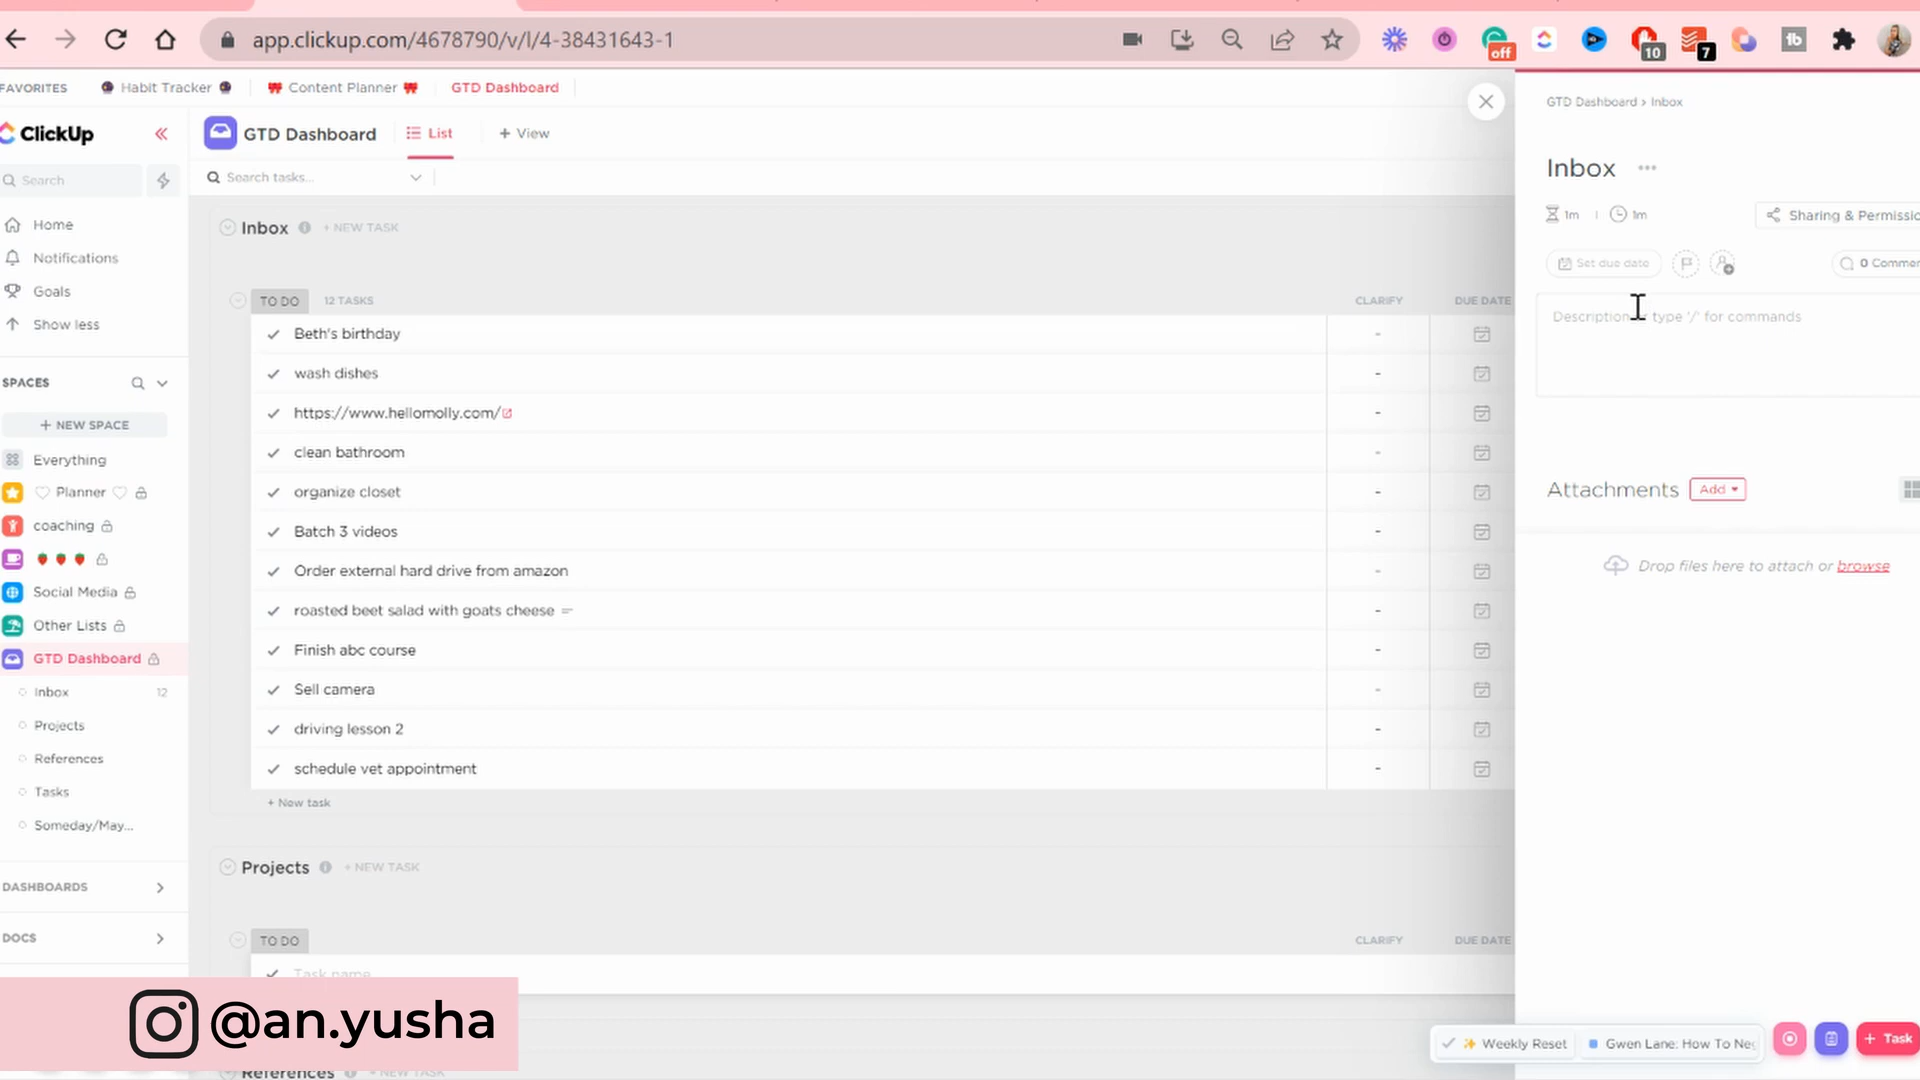 app.clickup.com/4678790/v/l/4-38431643-1
off
10
7
fb
FAVORITES
Habit Tracker
Content Planner
GTD Dashboard
ClickUp
GTD Dashboard
List
+ View
GTD Dashboard > Inbox
Search
Search tasks...
Inbox
Home
Inbox
+ NEW TASK
1m
1m
Notifications
Set due date
Goals
TO DO
12 TASKS
CLARIFY
DUE DATE
Show less
Beth's birthday
-
Description type '/' for commands
SPACES
wash dishes
-
+ NEW SPACE
https://www.hellomolly.com/
-
Everything
clean bathroom
-
Planner
organize closet
-
Attachments
Add
coaching
Batch 3 videos
-
Order external hard drive from amazon
-
Drop files here to attach or browse
Social Media
roasted beet salad with goats cheese
-
Other Lists
Finish abc course
-
GTD Dashboard
Sell camera
-
Inbox
12
driving lesson 2
-
Projects
schedule vet appointment
-
References
+ New task
Tasks
Someday/May...
Projects
+ NEW TASK
DASHBOARDS
TO DO
CLARIFY
DUE DATE
DOCS
Task name
@an.yusha
Weekly Reset
Gwen Lane: How To
+ Task
References
+ NEW TASK